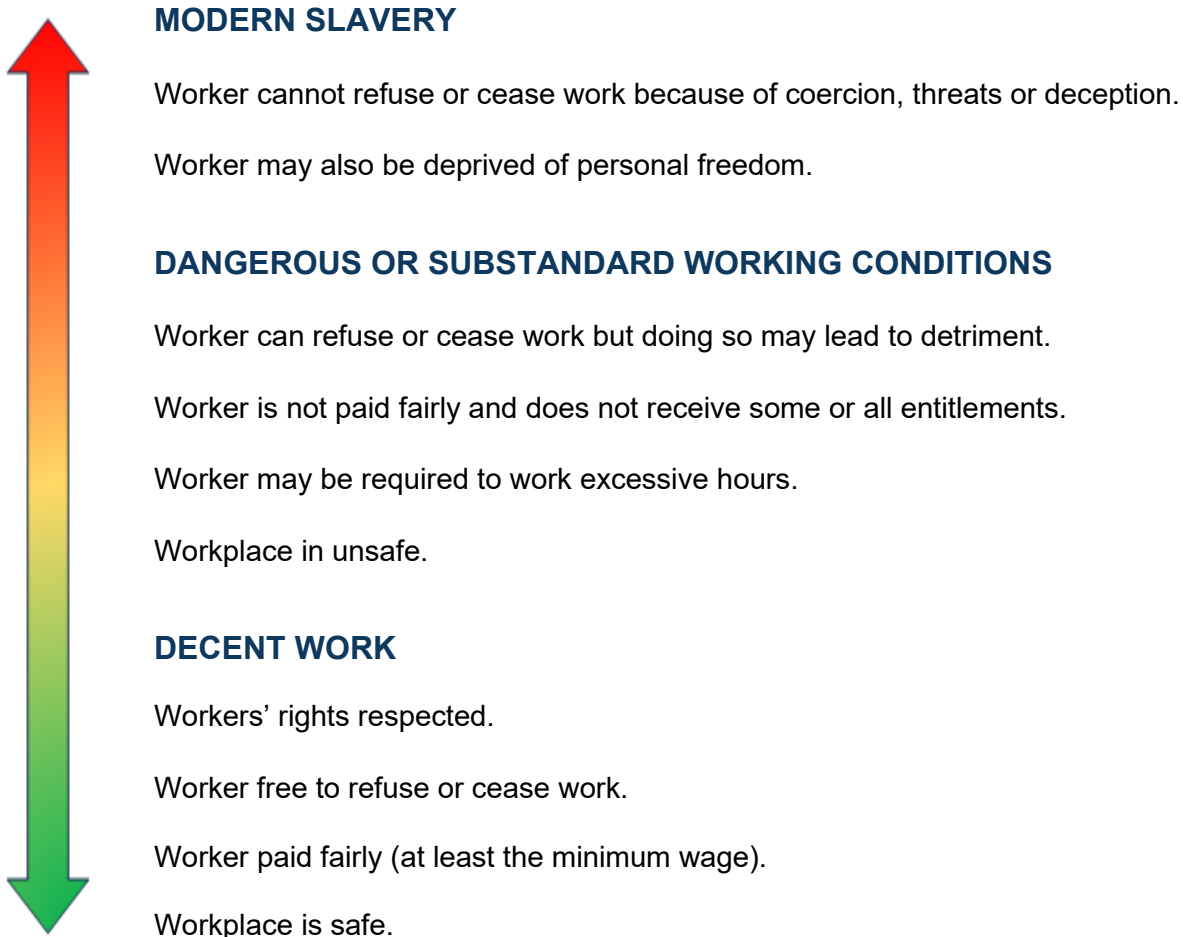 MODERN SLAVERY
Worker cannot refuse or cease work because of coercion, threats or deception.
Worker may also be deprived of personal freedom.
DANGEROUS OR SUBSTANDARD WORKING CONDITIONS
Worker can refuse or cease work but doing so may lead to detriment.
Worker is not paid fairly and does not receive some or all entitlements.
Worker may be required to work excessive hours.
Workplace in unsafe.
DECENT WORK
Workers’ rights respected.
Worker free to refuse or cease work.
Worker paid fairly (at least the minimum wage).
Workplace is safe.